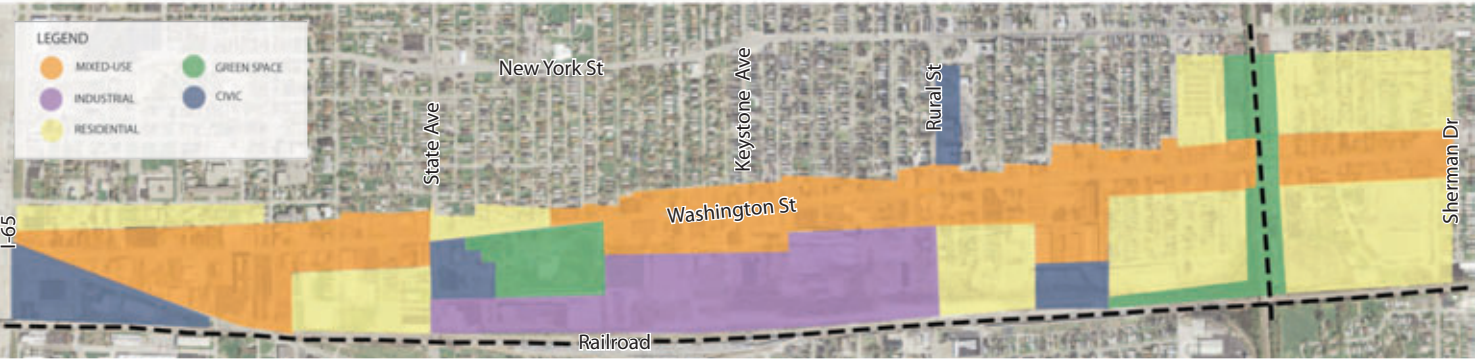 LEGEND
MIXED-USE
GREEN SPACE
INDUSTRIAL
CIVIC
RESIDENTIAL
New York St
State Ave
Keystone Ave
Rural St
Sherman Dr
I-65
Washington St
Railroad